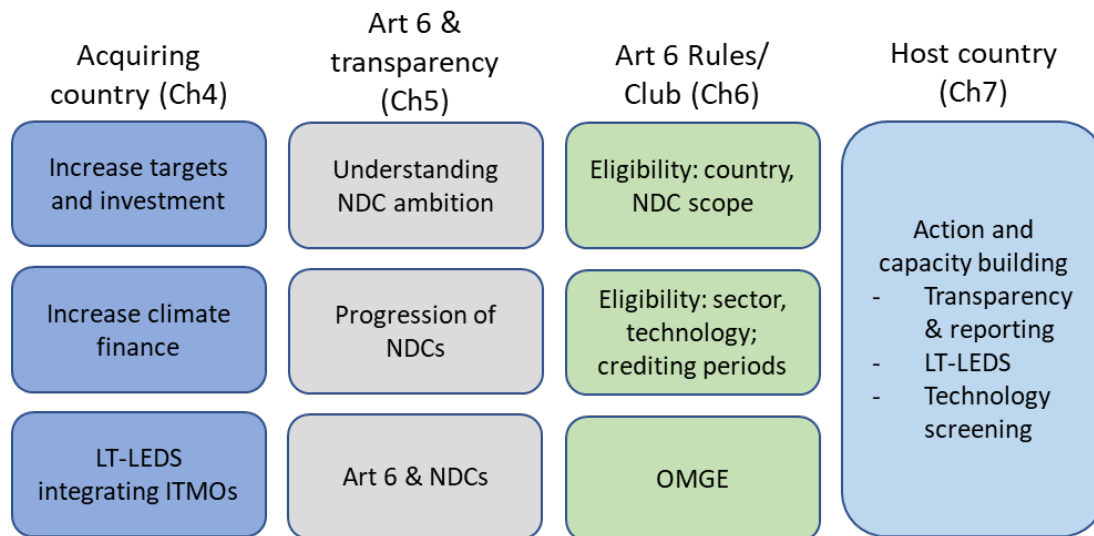 Acquiring
country (Ch4)
Art 6 &
transparency
(Ch5)
Art 6 Rules/
Club (Ch6)
Host country
(Ch7)
Increase targets
and investment
Understanding
NDC ambition
Eligibility: country,
NDC scope
Increase climate
finance
Progression of
NDCs
Eligibility: sector,
technology;
crediting periods
LT-LEDS
integrating ITMOs
Art 6 & NDCs
OMGE
Action and
capacity building
- Transparency
& reporting
- LT-LEDS
- Technology
screening